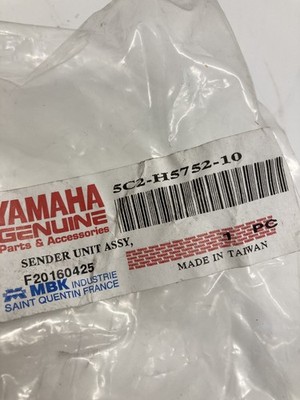 5C2-H5752-10
YAMAHA
GENUINE
Parts & Accessories
SENDER UNIT ASSY,
1 PC
F20160425
MADE IN TAIWAN
MBK INDUSTRIE
SAINT QUENTIN FRANCE